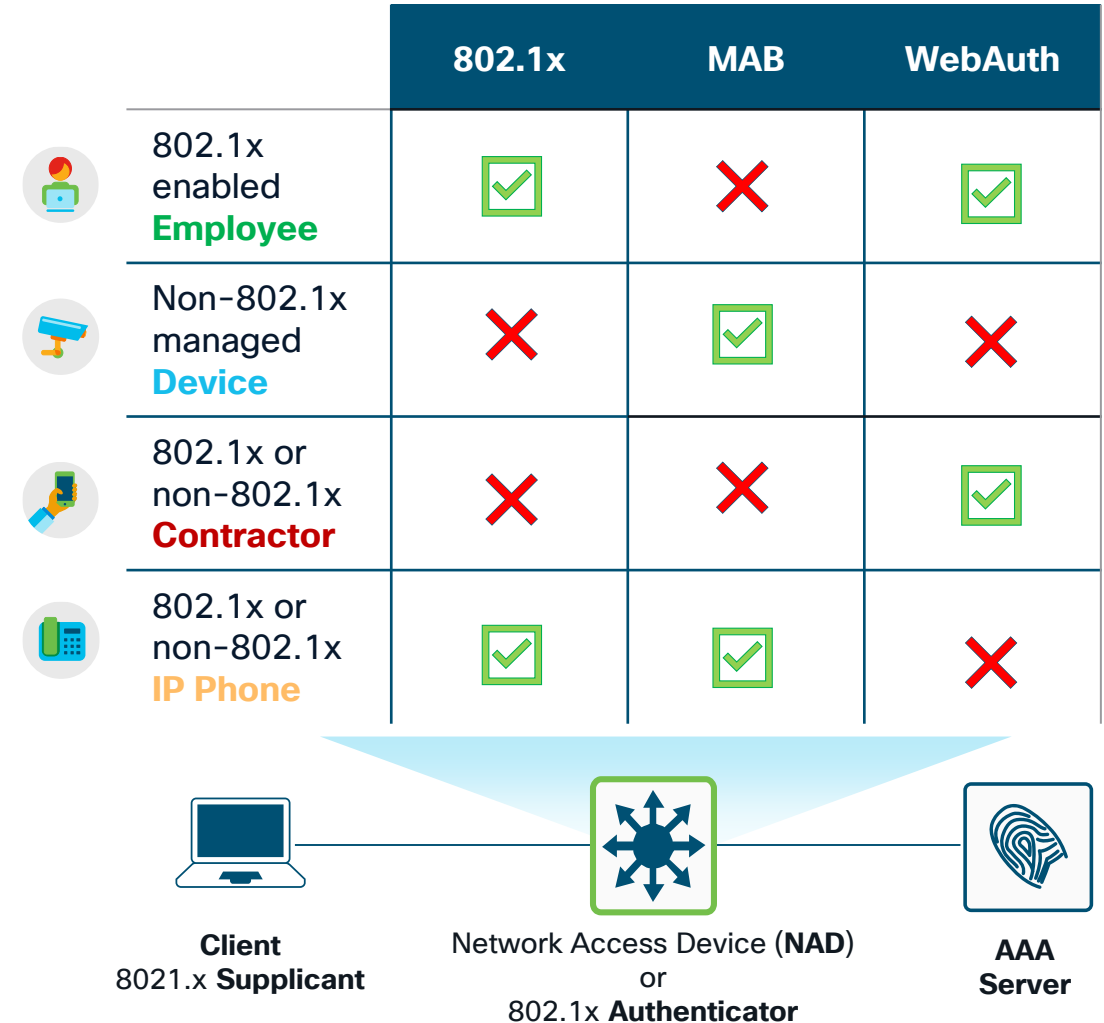 802.1x MAB WebAuth
802.1x
enabled
Employee
Non-802.1x
managed
Device
802.1x or
non-802.1x
Contractor
802.1x or
non-802.1x
IP Phone
Client
8021.x Supplicant
Network Access Device (NAD)
or
802.1x Authenticator
AAA
Server